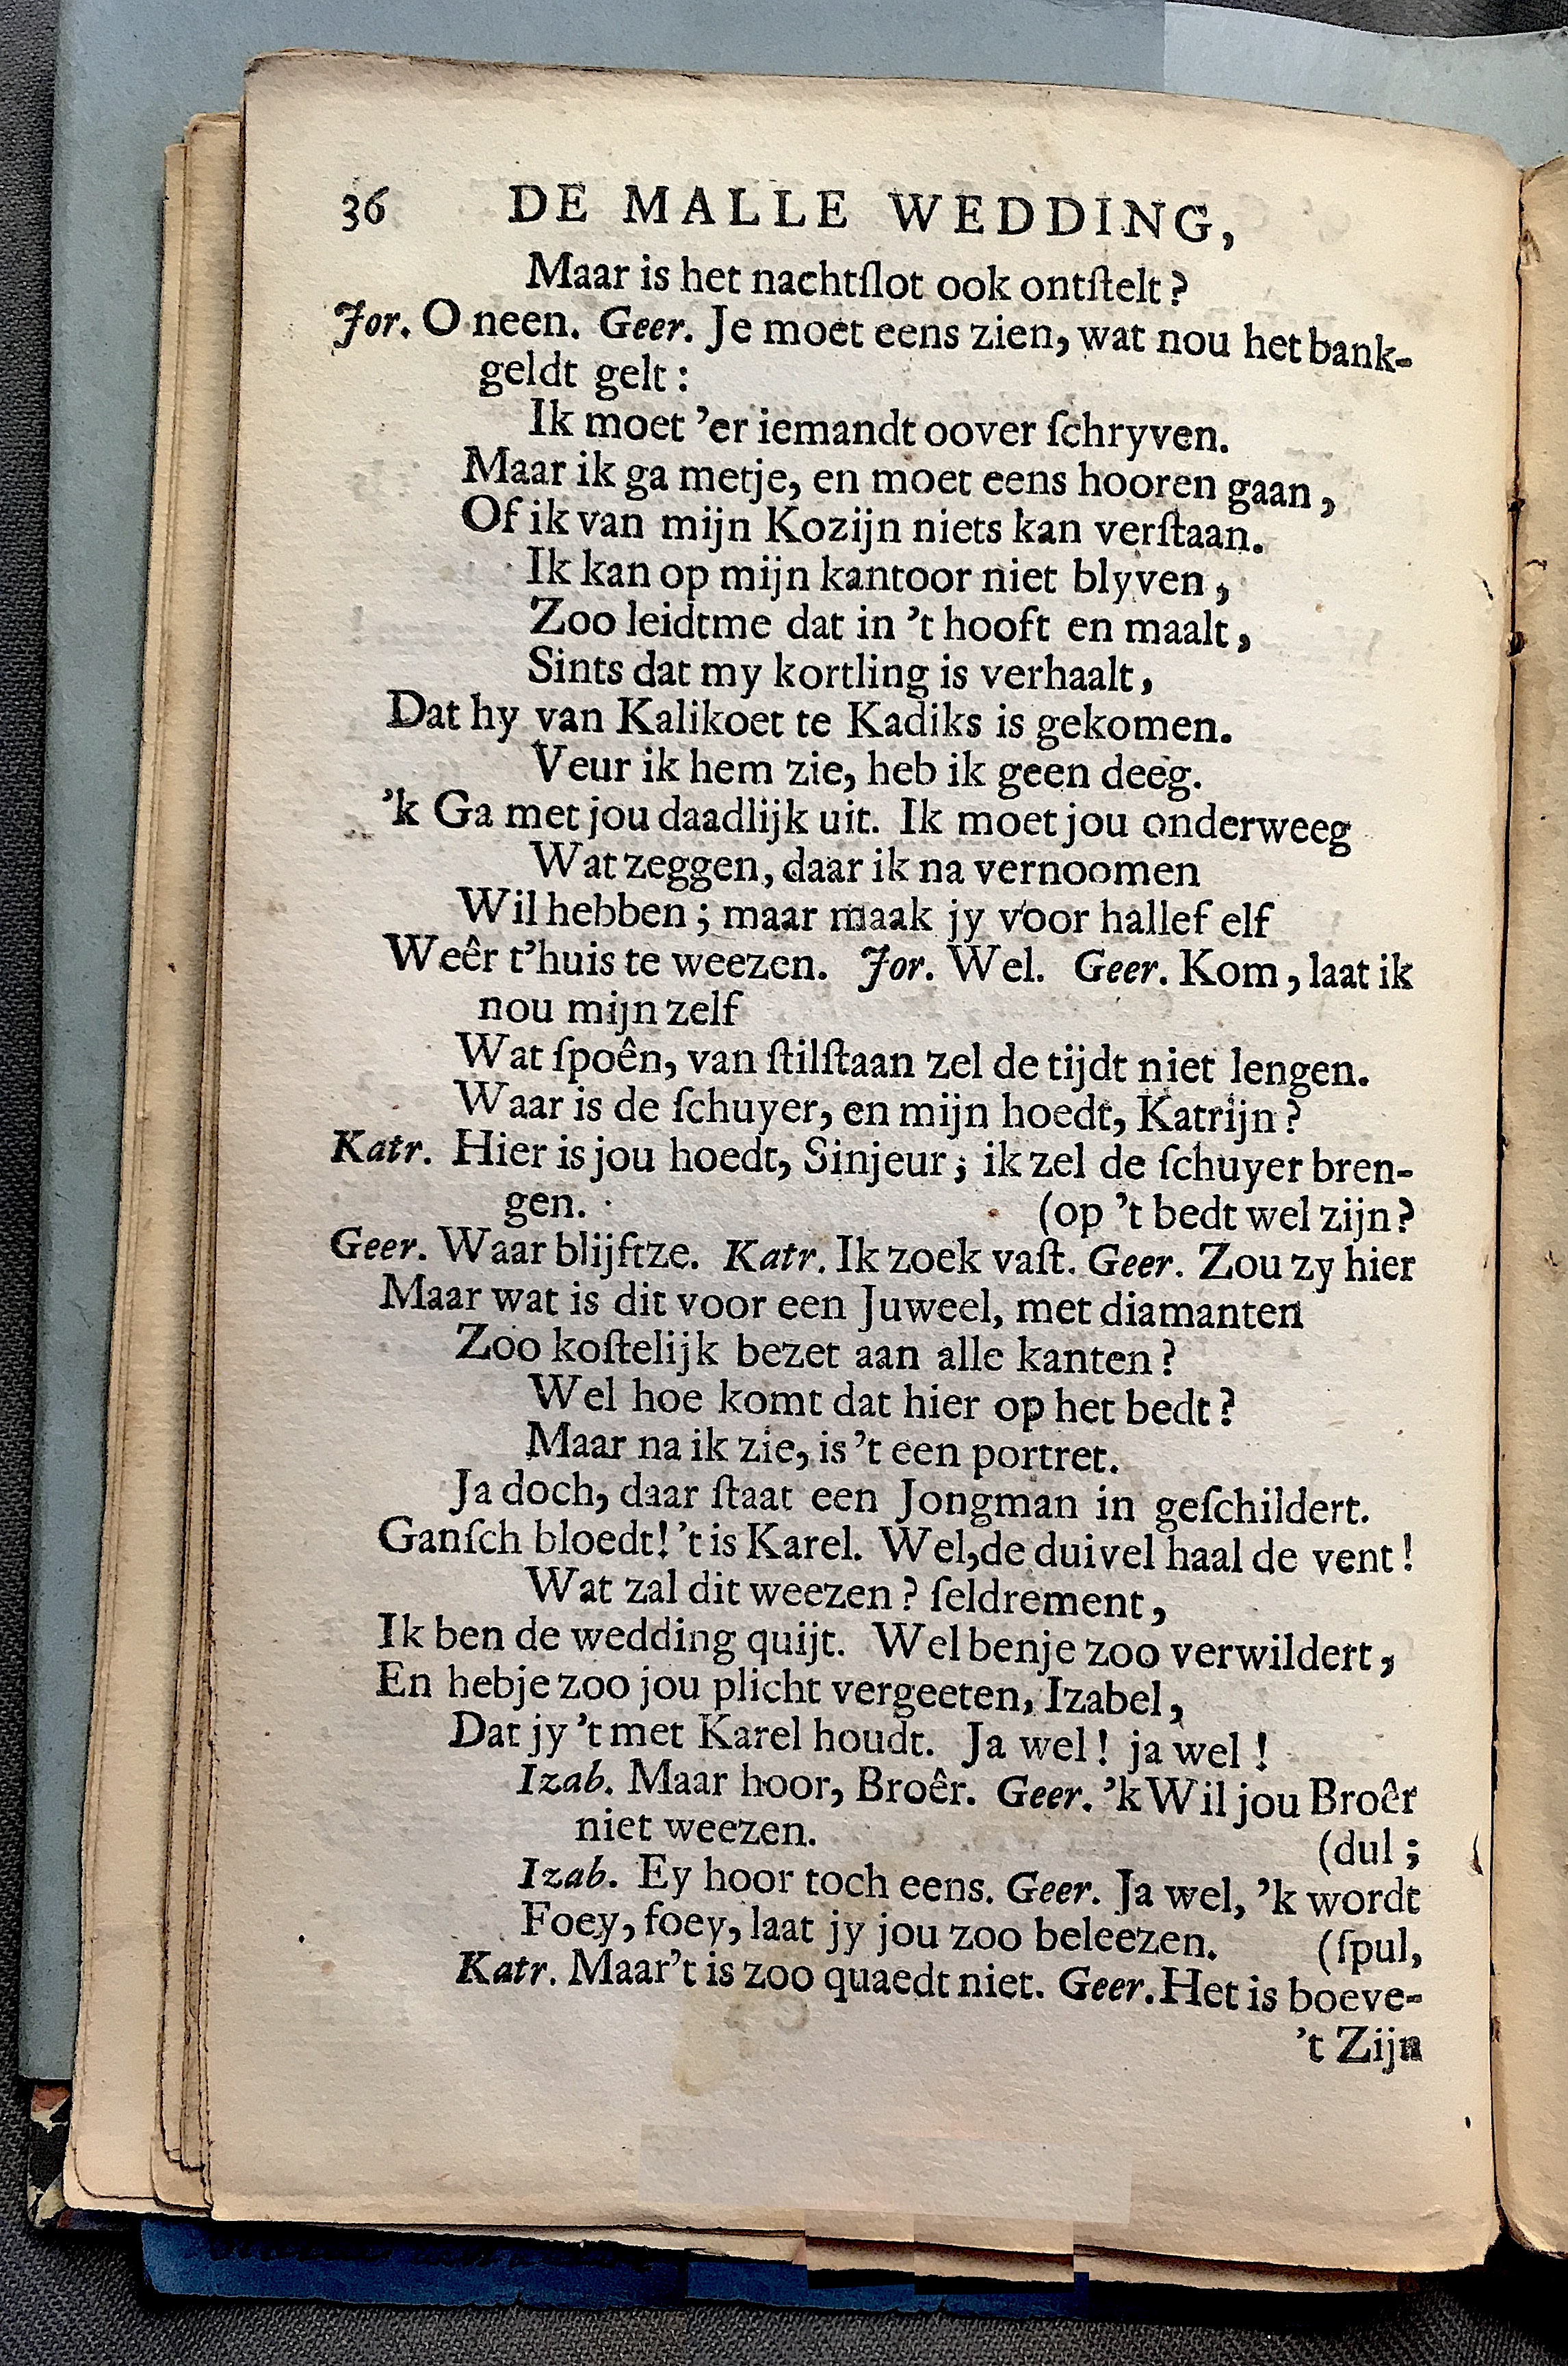 36 DE MALLE WEDDING,
Maar is het nachtſlot ook ontſtelt?
Jor. O neen. Geer. Je moet eens zien, wat nou het bank-
geldt gelt:
Ik moet 'er iemandt oover ſchryven.
Maar ik ga metje, en moet eens hooren gaan,
Of ik van mijn Kozijn niets kan verſtaan.
Ik kan op mijn kantoor niet blyven,
Zoo leidtme dat in 't hooft en maalt,
Sints dat my kortling is verhaalt,
Dat hy van Kalikoet te Kadiks is gekomen.
Veur ik hem zie, heb ik geen deeg.
'k Ga met jou daadlijk uit. Ik moet jou onderweeg
Wat zeggen, daar ik na vernoomen
Wil hebben; maar maak jy voor hallef elf
Weêr t'huis te weezen. Jor. Wel. Geer. Kom, laat ik
nou mijn zelf
Wat ſpoên, van ſtilſtaan zel de tijdt niet lengen.
Waar is de ſchuyer, en mijn hoedt, Katrijn?
Katr. Hier is jou hoedt, Sinjeur; ik zel de ſchuyer bren-
gen. (op 't bedt wel zijn?
Geer. Waar blijftze. Katr. Ik zoek vaſt. Geer. Zou zy hier
Maar wat is dit voor een Juweel, met diamanten
Zoo koſtelijk bezet aan alle kanten?
Wel hoe komt dat hier op het bedt?
Maar na ik zie, is 't een portret.
Ja doch, daar ſtaat een Jongman in geſchildert.
Ganſch bloedt! 't is Karel. Wel, de duivel haal de vent!
Wat zal dit weezen? ſeldrement,
Ik ben de wedding quijt. Wel benje zoo verwildert,
En hebje zoo jou plicht vergeeten, Izabel,
Dat jy 't met Karel houdt. Ja wel! ja wel!
Izab. Maar hoor, Broêr. Geer. 'k Wil jou Broêr
niet weezen. (dul;
Izab. Ey hoor toch eens. Geer. Ja wel, 'k wordt
Foey, foey, laat jy jou zoo beleezen. (ſpul,
Katr. Maar 't is zoo quaedt niet. Geer. Het is boeve-
't Zijn